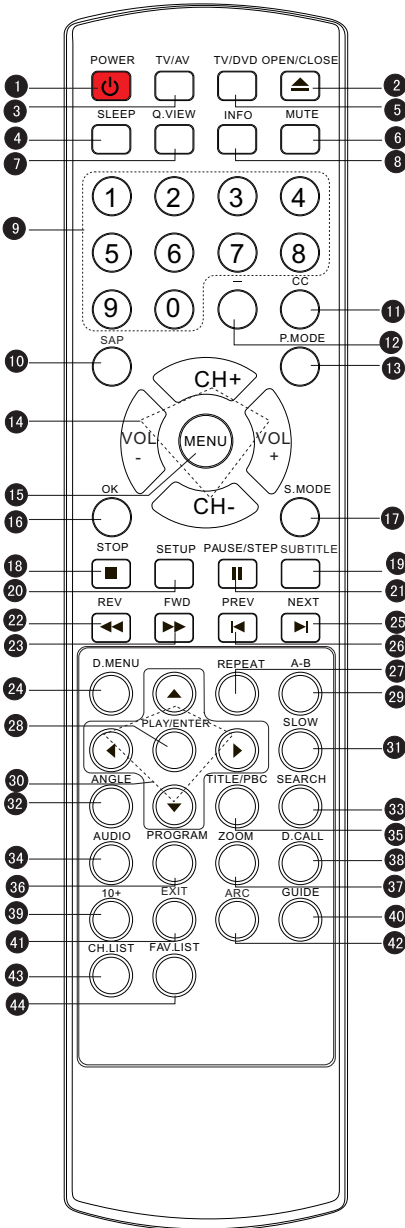 POWER TV/AV TV/DVD OPEN/CLOSE
1 2
3 5
SLEEP Q.VIEW INFO MUTE
4 6
7 8
1 2 3 4
9
5 6 7 8
9 0 – CC
11
12
SAP P.MODE
10 13
CH+
14
VOL - MENU VOL +
15
CH-
OK S.MODE
16 17
STOP SETUP PAUSE/STEP SUBTITLE
18 19
20 21
REV FWD PREV NEXT
22 25
23 26
D.MENU REPEAT A-B
27
24 29
28 PLAY/ENTER SLOW
31
30
ANGLE TITLE/PBC SEARCH
32 33
35
AUDIO PROGRAM ZOOM D.CALL
34 38
36 37
10+ EXIT ARC GUIDE
39 40
41 42
CH.LIST FAV.LIST
43
44